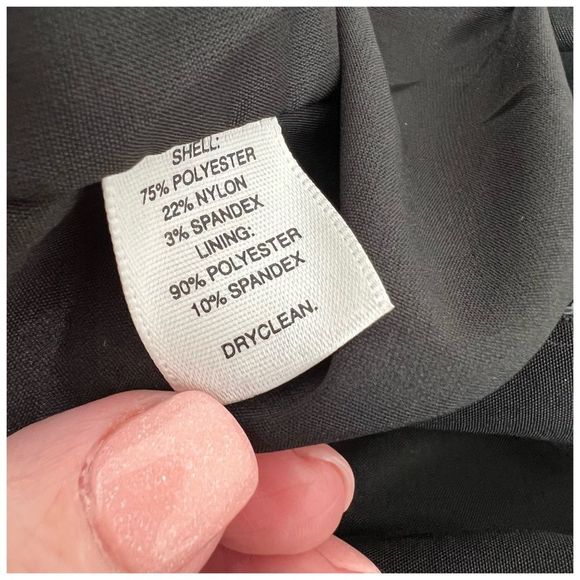 SHELL:
75% POLYESTER
22% NYLON
3% SPANDEX
LINING:
90% POLYESTER
10% SPANDEX
DRYCLEAN.